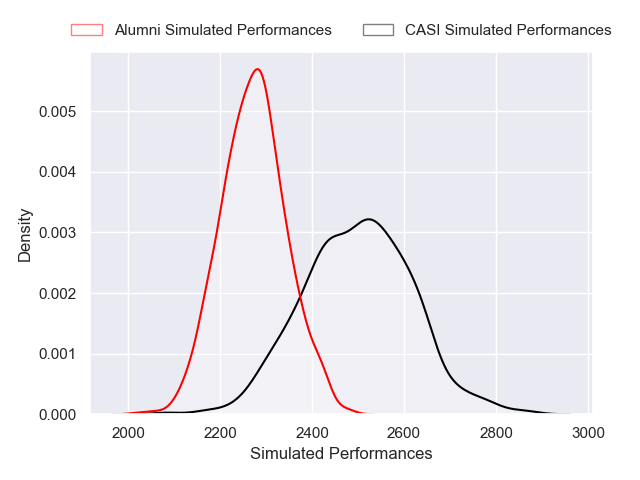 Alumni Simulated Performances CASI Simulated Performances
0.005
0.004
0.003
0.002
0.001
0.000
Density
2000 2200 2400 2600 2800 3000
Simulated Performances